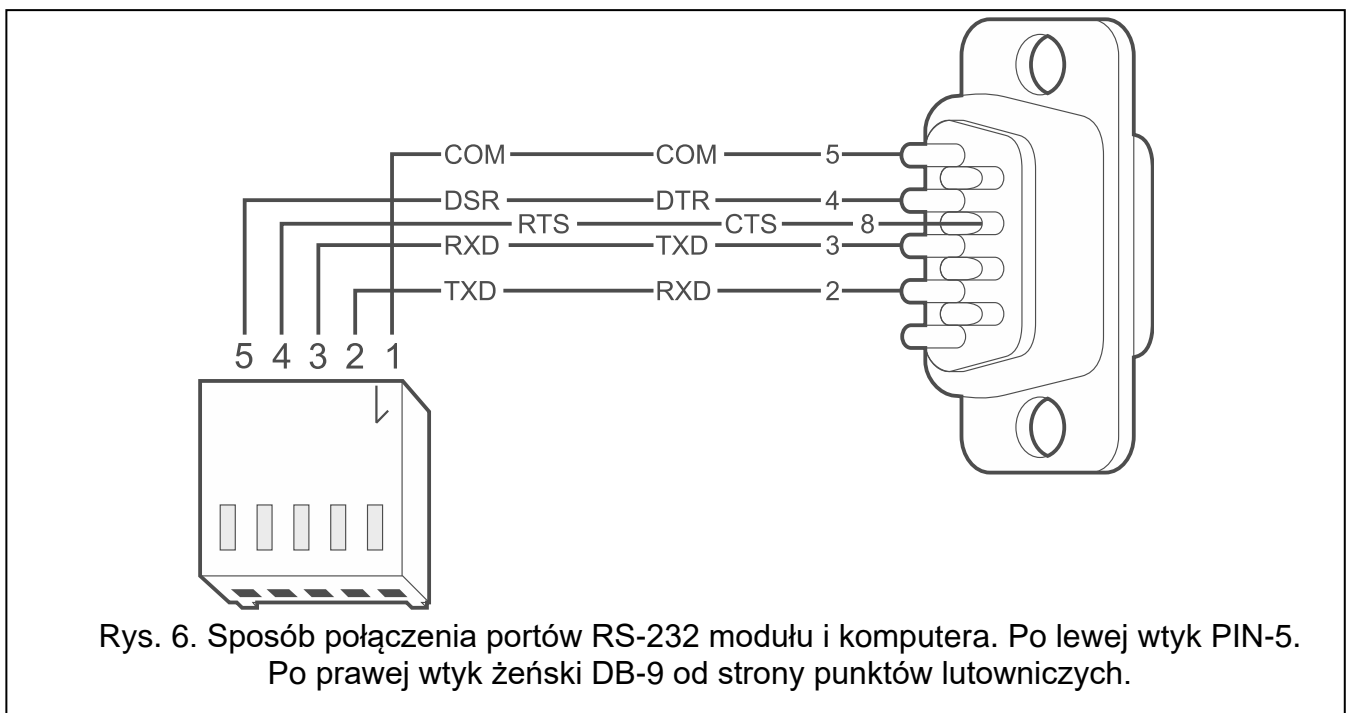 COM COM 5
DSR DTR 4
RTS CTS 8
RXD TXD 3
TXD RXD 2
5 4 3 2 1
Rys. 6. Sposób połączenia portów RS-232 modułu i komputera. Po lewej wtyk PIN-5.
Po prawej wtyk żeński DB-9 od strony punktów lutowniczych.